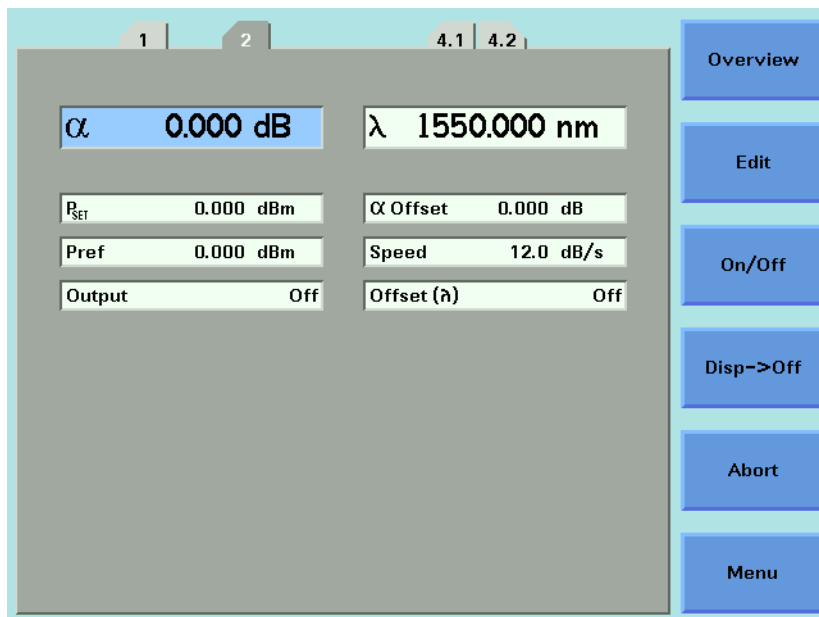 1 2 4.1 4.2
α 0.000 dB λ 1550.000 nm
PSET 0.000 dBm α Offset 0.000 dB
Pref 0.000 dBm Speed 12.0 dB/s
Output Off Offset (λ) Off
Overview
Edit
On/Off
Disp->Off
Abort
Menu